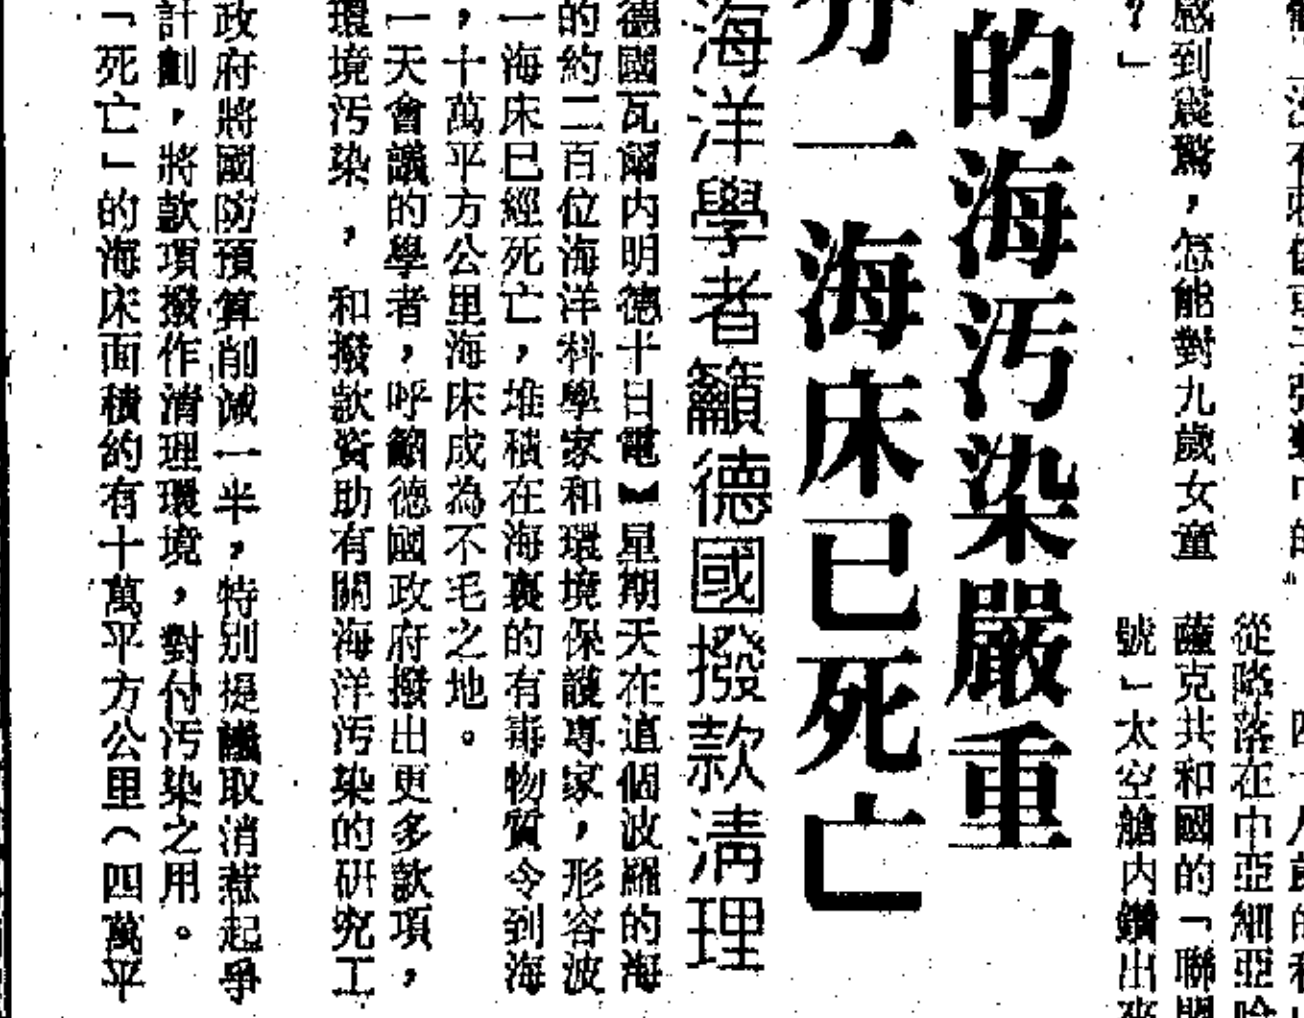 感到震驚，怎能對九歲女童
？」
從略落在中亞細亞哈
薩克共和國的「聯盟
號」太空艙內鑽出來
的海汚染嚴重
分一海床已死亡
海洋學者籲德國撥款清理
德國瓦爾內明德十日電】星期天在這個波羅的海
的約二百位海洋科學家和環境保護專家，形容波
一海床已經死亡，堆積在海裏的有毒物質令到海
，十萬平方公里海床成為不毛之地。
一天會議的學者，呼籲德國政府撥出更多款項，
環境汚染，和撥款資助有關海洋汚染的研究工
政府將國防預算削減一半，特別提議取消惹起爭
計劃，將款項撥作清理環境，對付汚染之用。
「死亡」的海床面積約有十萬平方公里（四萬平